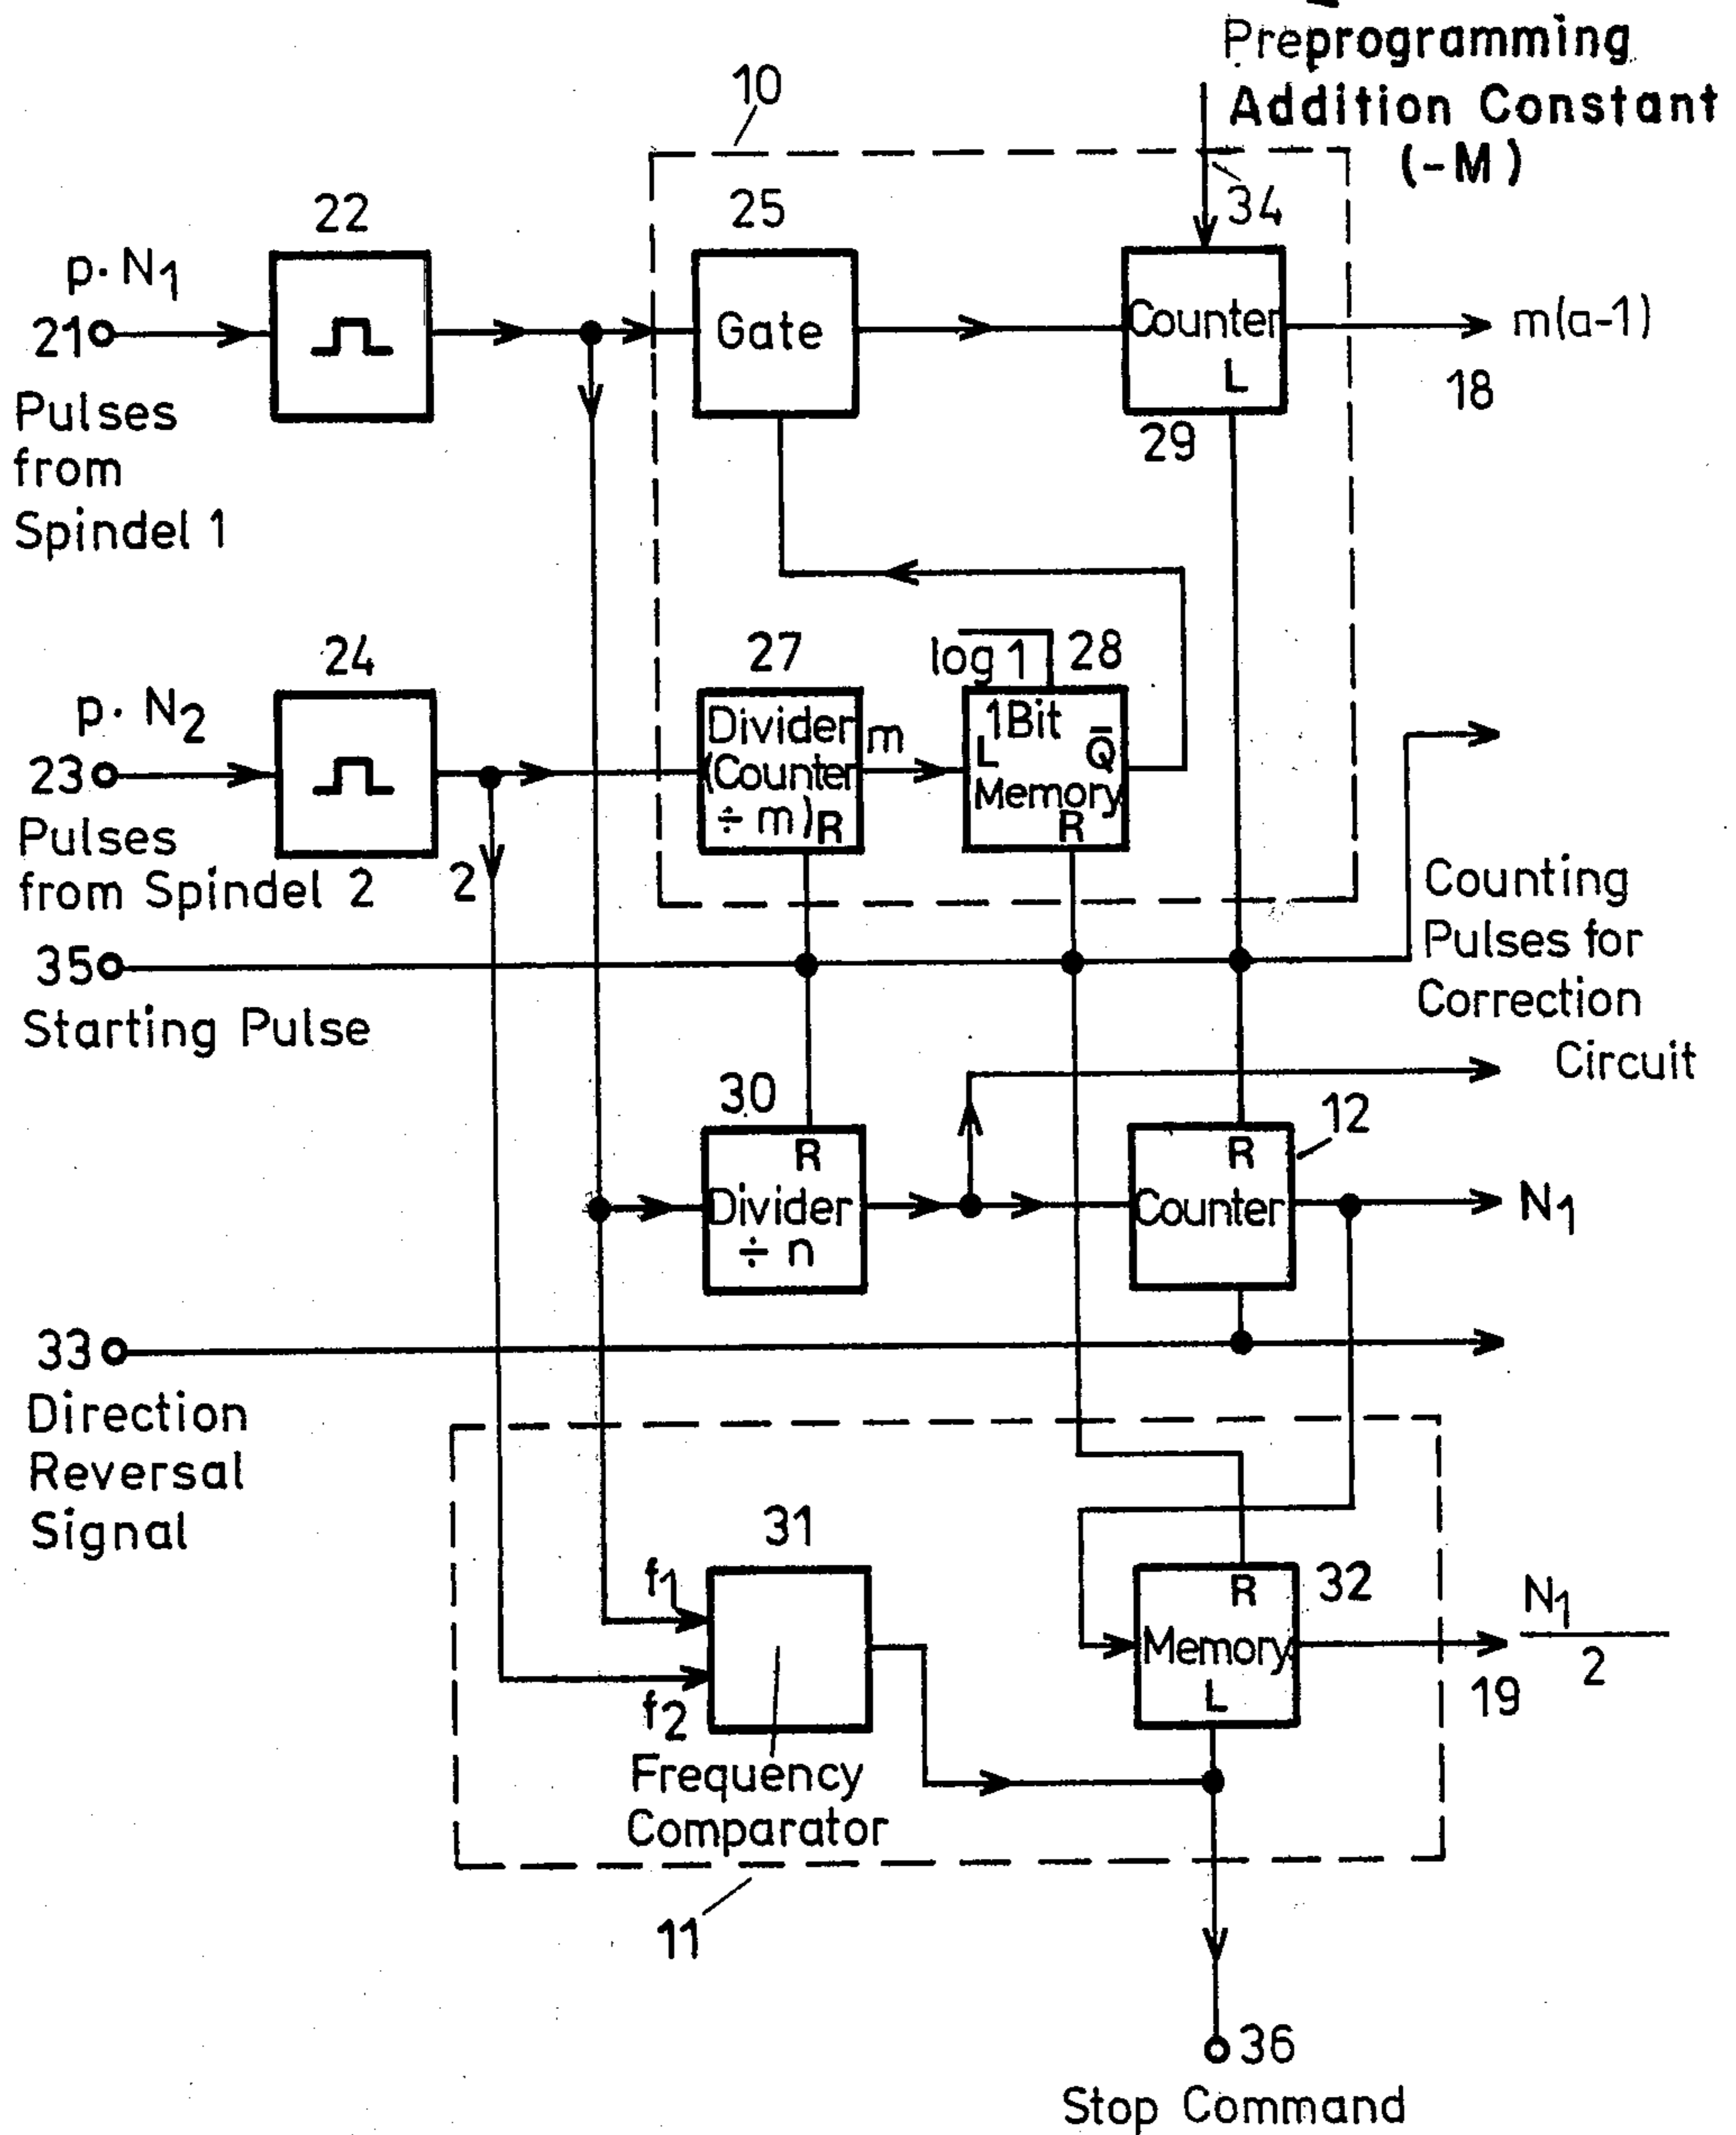 Preprogramming
Addition Constant
(-M)
10
34
22
25
p. N1
21
Gate
Counter
L
m(a-1)
18
29
Pulses
from
Spindel 1
24
27
log 1
28
p. N2
23
Divider
(Counter
÷ m)R
m
1Bit
L
Q̅
Memory
R
Pulses
from Spindel 2
2
Counting
Pulses for
Correction
Circuit
35
Starting Pulse
30
R
Divider
÷ n
12
R
Counter
N1
33
Direction
Reversal
Signal
31
f1
f2
Frequency
Comparator
R
32
Memory
L
N1
2
19
11
36
Stop Command